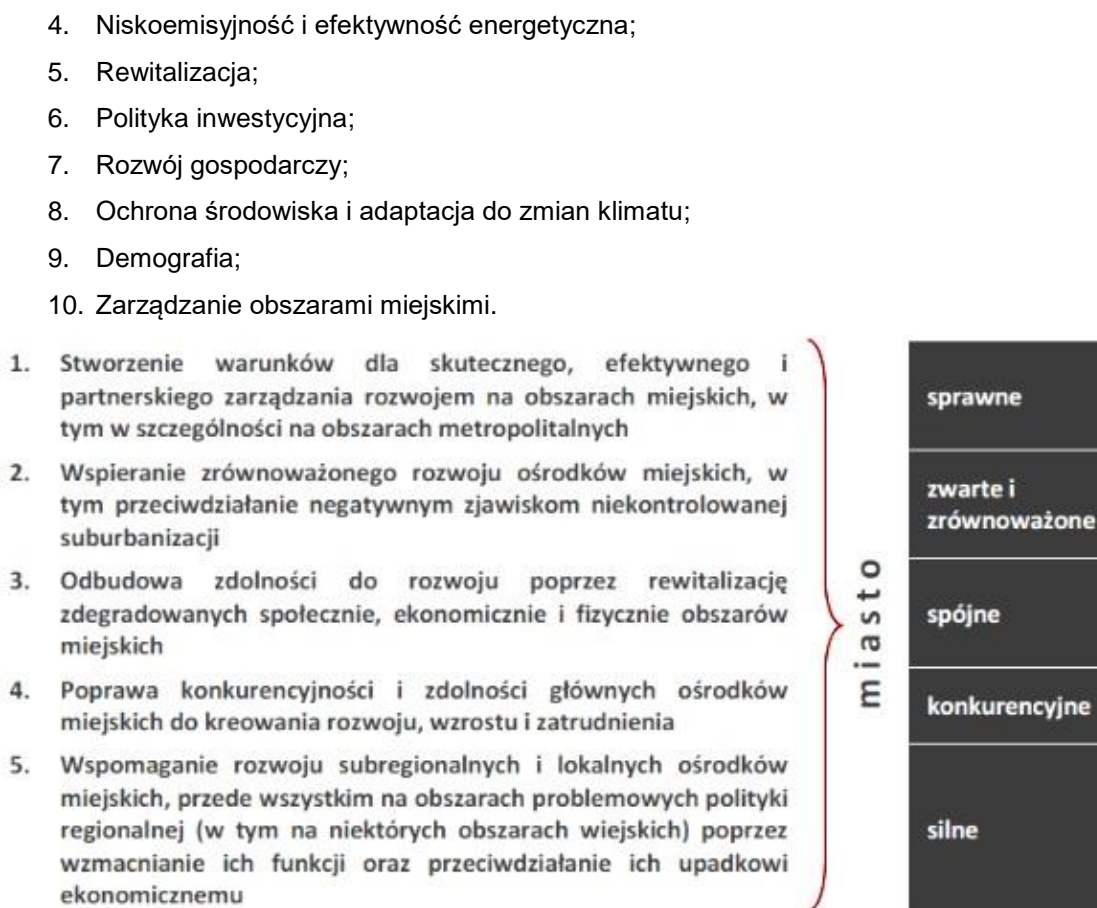 4. Niskoemisyjność i efektywność energetyczna;
5. Rewitalizacja;
6. Polityka inwestycyjna;
7. Rozwój gospodarczy;
8. Ochrona środowiska i adaptacja do zmian klimatu;
9. Demografia;
10. Zarządzanie obszarami miejskimi.
1. Stworzenie warunków dla skutecznego, efektywnego i
partnerskiego zarządzania rozwojem na obszarach miejskich, w
tym w szczególności na obszarach metropolitalnych
2. Wspieranie zrównoważonego rozwoju ośrodków miejskich, w
tym przeciwdziałanie negatywnym zjawiskom niekontrolowanej
suburbanizacji
3. Odbudowa zdolności do rozwoju poprzez rewitalizację
zdegradowanych społecznie, ekonomicznie i fizycznie obszarów
miejskich
4. Poprawa konkurencyjności i zdolności głównych ośrodków
miejskich do kreowania rozwoju, wzrostu i zatrudnienia
5. Wspomaganie rozwoju subregionalnych i lokalnych ośrodków
miejskich, przede wszystkim na obszarach problemowych polityki
regionalnej (w tym na niektórych obszarach wiejskich) poprzez
wzmacnianie ich funkcji oraz przeciwdziałanie ich upadkowi
ekonomicznemu
miasto
sprawne
zwarte i
zrównoważone
spójne
konkurencyjne
silne